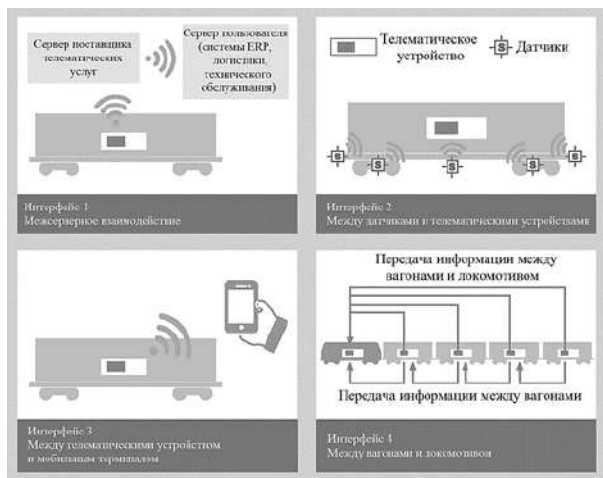 Сервер поставщика
телематических
услуг
Сервер пользователя
(системы ERP,
логистики,
технического
обслуживания)
Интерфейс 1
Межсерверное взаимодействие
Телематическое
устройство
S
Датчики
S
S
S
S
S
Интерфейс 2
Между датчиками и телематическими устройствами
Интерфейс 3
Между телематическими устройством
и мобильным терминалом
Передача информации между
вагонами и локомотивом
Передача информации между вагонами
Интерфейс 4
Между вагонами и локомотивом